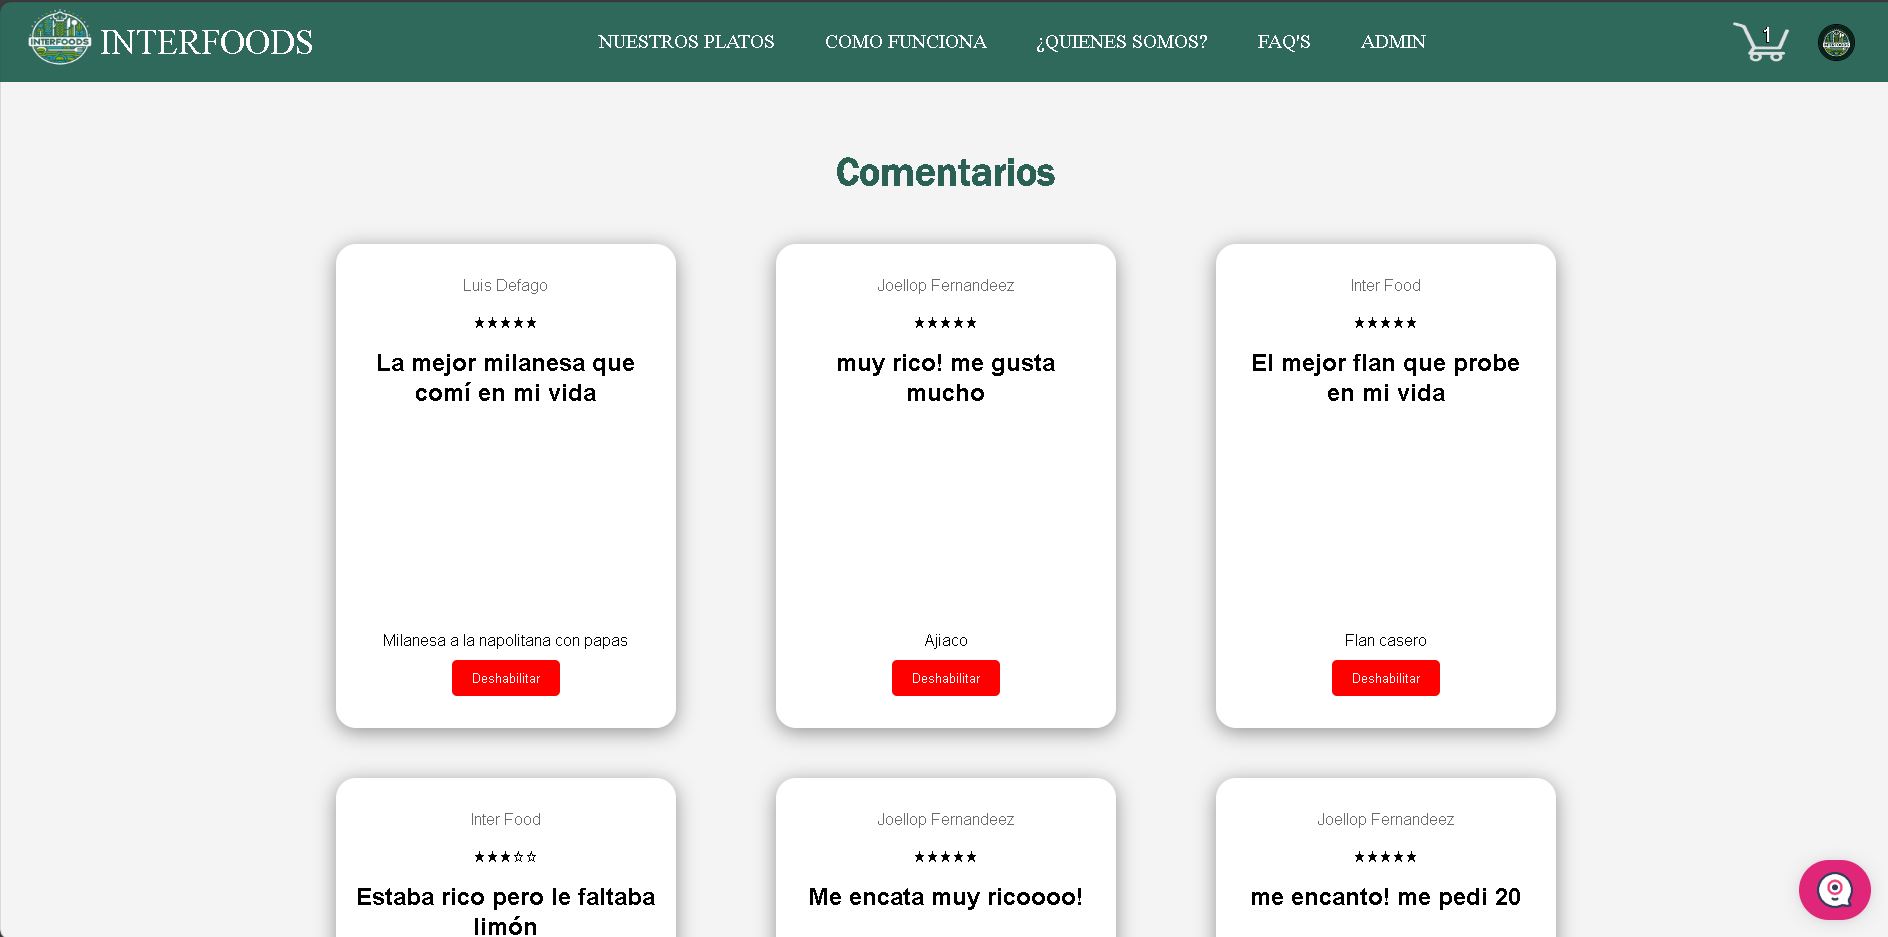 INTERFOODS
INTERFOODS
NUESTROS PLATOS
COMO FUNCIONA
¿QUIENES SOMOS?
FAQ'S
ADMIN
1
INTERFOODS
Comentarios
Luis Defago
★★★★★
La mejor milanesa que
comí en mi vida
Milanesa a la napolitana con papas
Deshabilitar
Joellop Fernandeez
★★★★★
muy rico! me gusta
mucho
Ajiaco
Deshabilitar
Inter Food
★★★★★
El mejor flan que probe
en mi vida
Flan casero
Deshabilitar
Inter Food
★★★☆☆
Estaba rico pero le faltaba
limón
Joellop Fernandeez
★★★★★
Me encata muy ricoooo!
Joellop Fernandeez
★★★★★
me encanto! me pedi 20